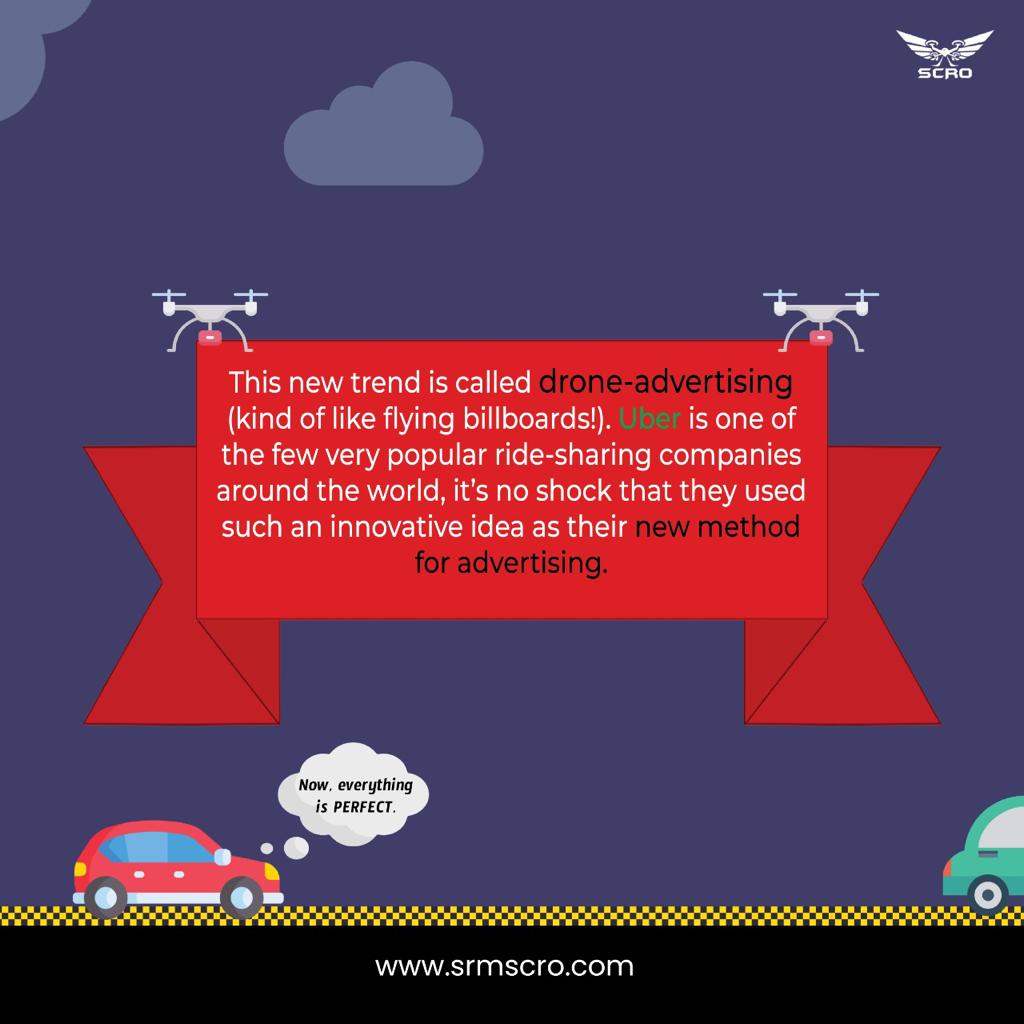 SCRO
This new trend is called drone-advertising
(kind of like flying billboards!). Uber is one of
the few very popular ride-sharing companies
around the world, it's no shock that they used
such an innovative idea as their new method
for advertising.
Now, everything
is PERFECT.
www.srmscro.com